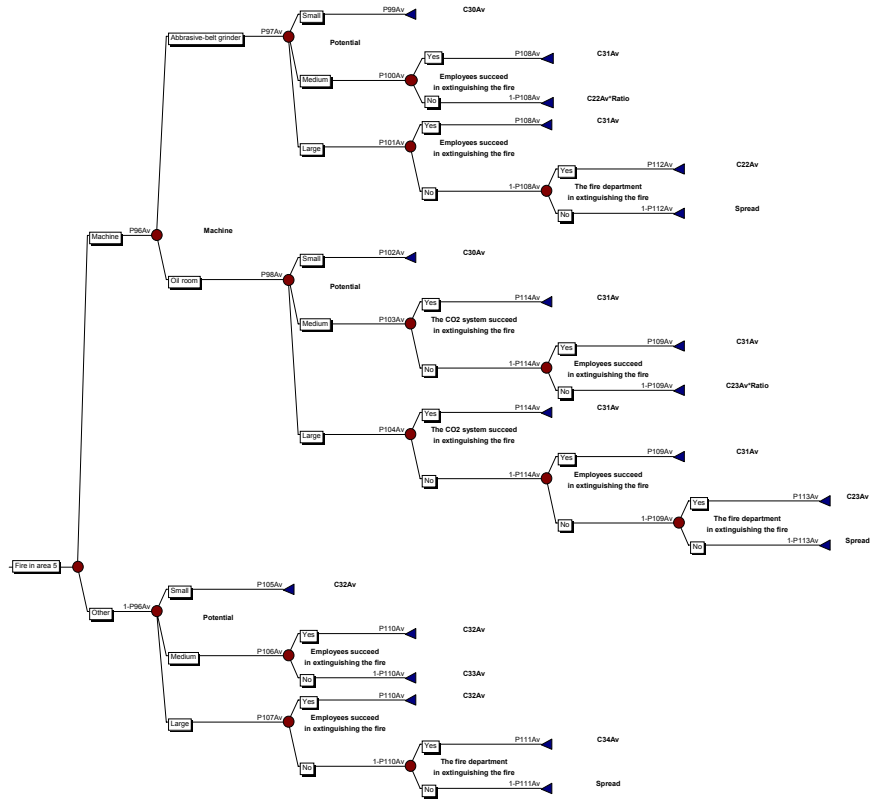 Small
P99Av
C30Av
Abbrasive-belt grinder
P97Av
Potential
Yes
P108Av
C31Av
Medium
P100Av
Employees succeed
in extinguishing the fire
No
1-P108Av
C22Av*Ratio
Yes
P108Av
C31Av
Large
P101Av
Employees succeed
in extinguishing the fire
Yes
P112Av
C22Av
No
1-P108Av
The fire department
in extinguishing the fire
No
1-P112Av
Spread
Machine
P96Av
Machine
Small
P102Av
C30Av
Oil room
P98Av
Potential
Yes
P114Av
C31Av
Medium
P103Av
The CO2 system succeed
in extinguishing the fire
Yes
P109Av
C31Av
No
1-P114Av
Employees succeed
in extinguishing the fire
No
1-P109Av
C23Av*Ratio
Yes
P114Av
C31Av
Large
P104Av
The CO2 system succeed
in extinguishing the fire
Yes
P109Av
C31Av
No
1-P114Av
Employees succeed
in extinguishing the fire
Yes
P113Av
C23Av
No
1-P109Av
The fire department
in extinguishing the fire
No
1-P113Av
Spread
Fire in area 5
Small
P105Av
C32Av
Other
1-P96Av
Potential
Yes
P110Av
C32Av
Medium
P106Av
Employees succeed
in extinguishing the fire
No
1-P110Av
C33Av
Yes
P110Av
C32Av
Large
P107Av
Employees succeed
in extinguishing the fire
Yes
P111Av
C34Av
No
1-P110Av
The fire department
in extinguishing the fire
No
1-P111Av
Spread